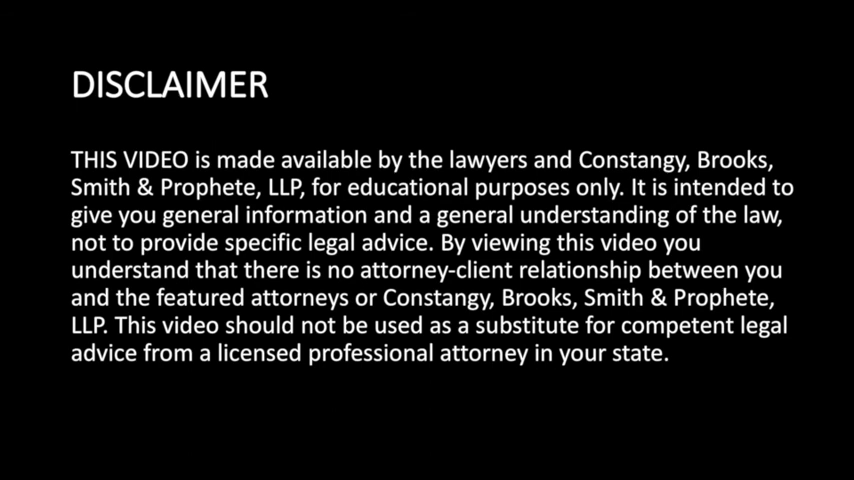 DISCLAIMER
THIS VIDEO is made available by the lawyers and Constangy, Brooks,
Smith & Prophete, LLP, for educational purposes only. It is intended to
give you general information and a general understanding of the law,
not to provide specific legal advice. By viewing this video you
understand that there is no attorney-client relationship between you
and the featured attorneys or Constangy, Brooks, Smith & Prophete,
LLP. This video should not be used as a substitute for competent legal
advice from a licensed professional attorney in your state.